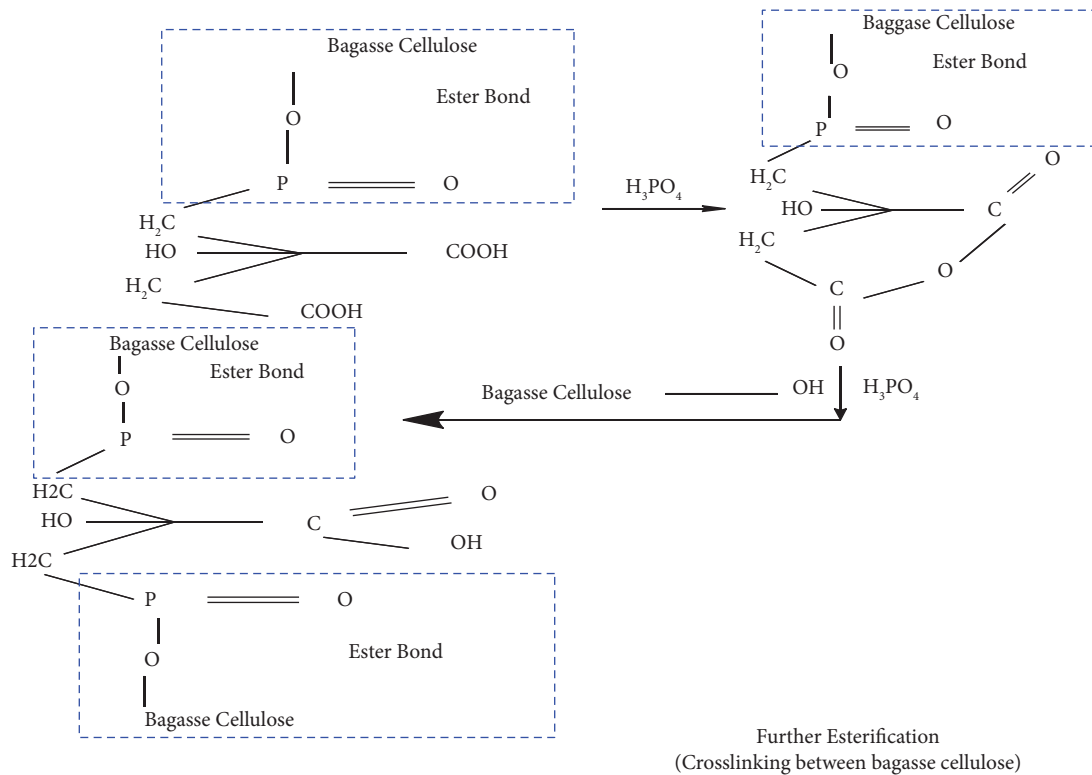 Bagasse Cellulose
O
Ester Bond
P
O
H₂C
HO
COOH
H₂C
COOH
H₃PO₄
Baggase Cellulose
O
Ester Bond
P
O
H₂C
O
HO
C
H₂C
O
C
O
Bagasse Cellulose
OH
H₃PO₄
Bagasse Cellulose
Ester Bond
O
P
O
H2C
O
HO
C
OH
H2C
P
O
O
Ester Bond
Bagasse Cellulose
Further Esterification
(Crosslinking between bagasse cellulose)